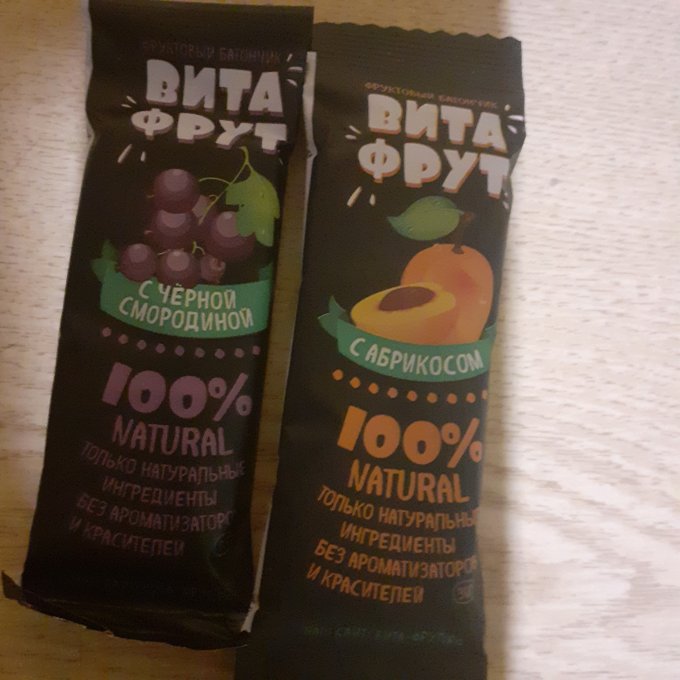 ФРУКТОВЫЙ БАТОНЧИК
ВИТА
ФРУТ
С ЧЁРНОЙ
СМОРОДИНОЙ
100%
NATURAL
ТОЛЬКО НАТУРАЛЬНЫЕ
ИНГРЕДИЕНТЫ
БЕЗ АРОМАТИЗАТОРОВ
И КРАСИТЕЛЕЙ
ФРУКТОВЫЙ БАТОНЧИК
ВИТА
ФРУТ
С АБРИКОСОМ
100%
NATURAL
ТОЛЬКО НАТУРАЛЬНЫЕ
ИНГРЕДИЕНТЫ
БЕЗ АРОМАТИЗАТОРОВ
И КРАСИТЕЛЕЙ